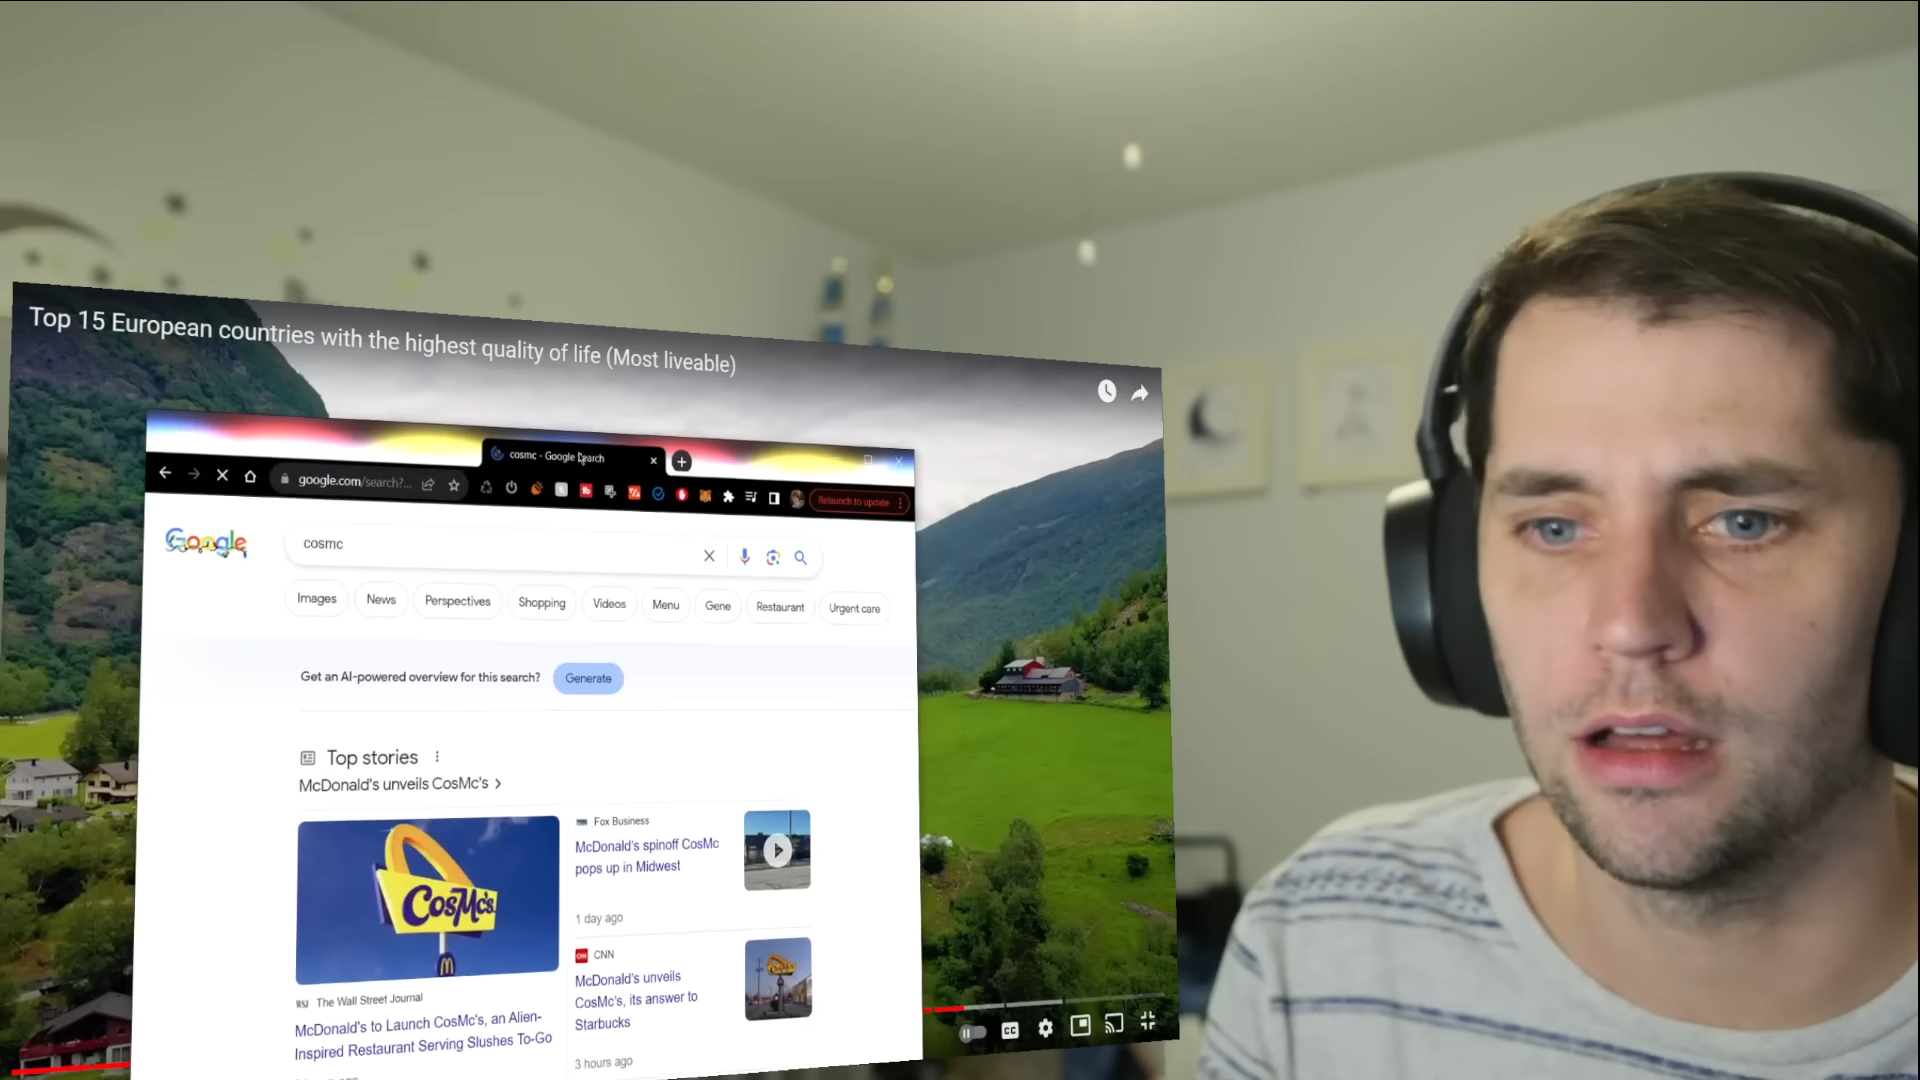 Top 15 European countries with the highest quality of life (Most liveable)
cosmc - Google Search
google.com/search?...
Relaunch to update
Google
cosmc
Images
News
Perspectives
Shopping
Videos
Menu
Gene
Restaurant
Urgent care
Get an AI-powered overview for this search?
Generate
Top stories
McDonald's unveils CosMc's >
CosMc's
WSJ The Wall Street Journal
McDonald's to Launch CosMc's, an Alien-
Inspired Restaurant Serving Slushes To-Go
Fox Business
McDonald's spinoff CosMc
pops up in Midwest
1 day ago
CNN
McDonald's unveils
CosMc's, its answer to
Starbucks
3 hours ago
CC